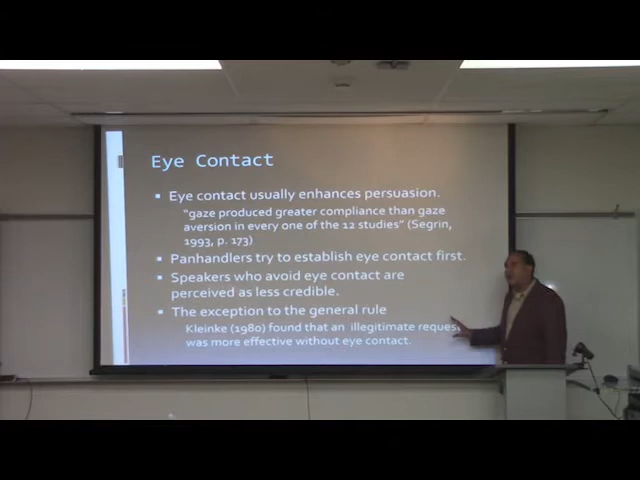 Eye Contact
▪ Eye contact usually enhances persuasion.
"gaze produced greater compliance than gaze
aversion in every one of the 12 studies" (Segrin,
1993, p. 173)
▪ Panhandlers try to establish eye contact first.
▪ Speakers who avoid eye contact are
perceived as less credible.
▪ The exception to the general rule
Kleinke (1980) found that an illegitimate request
was more effective without eye contact.